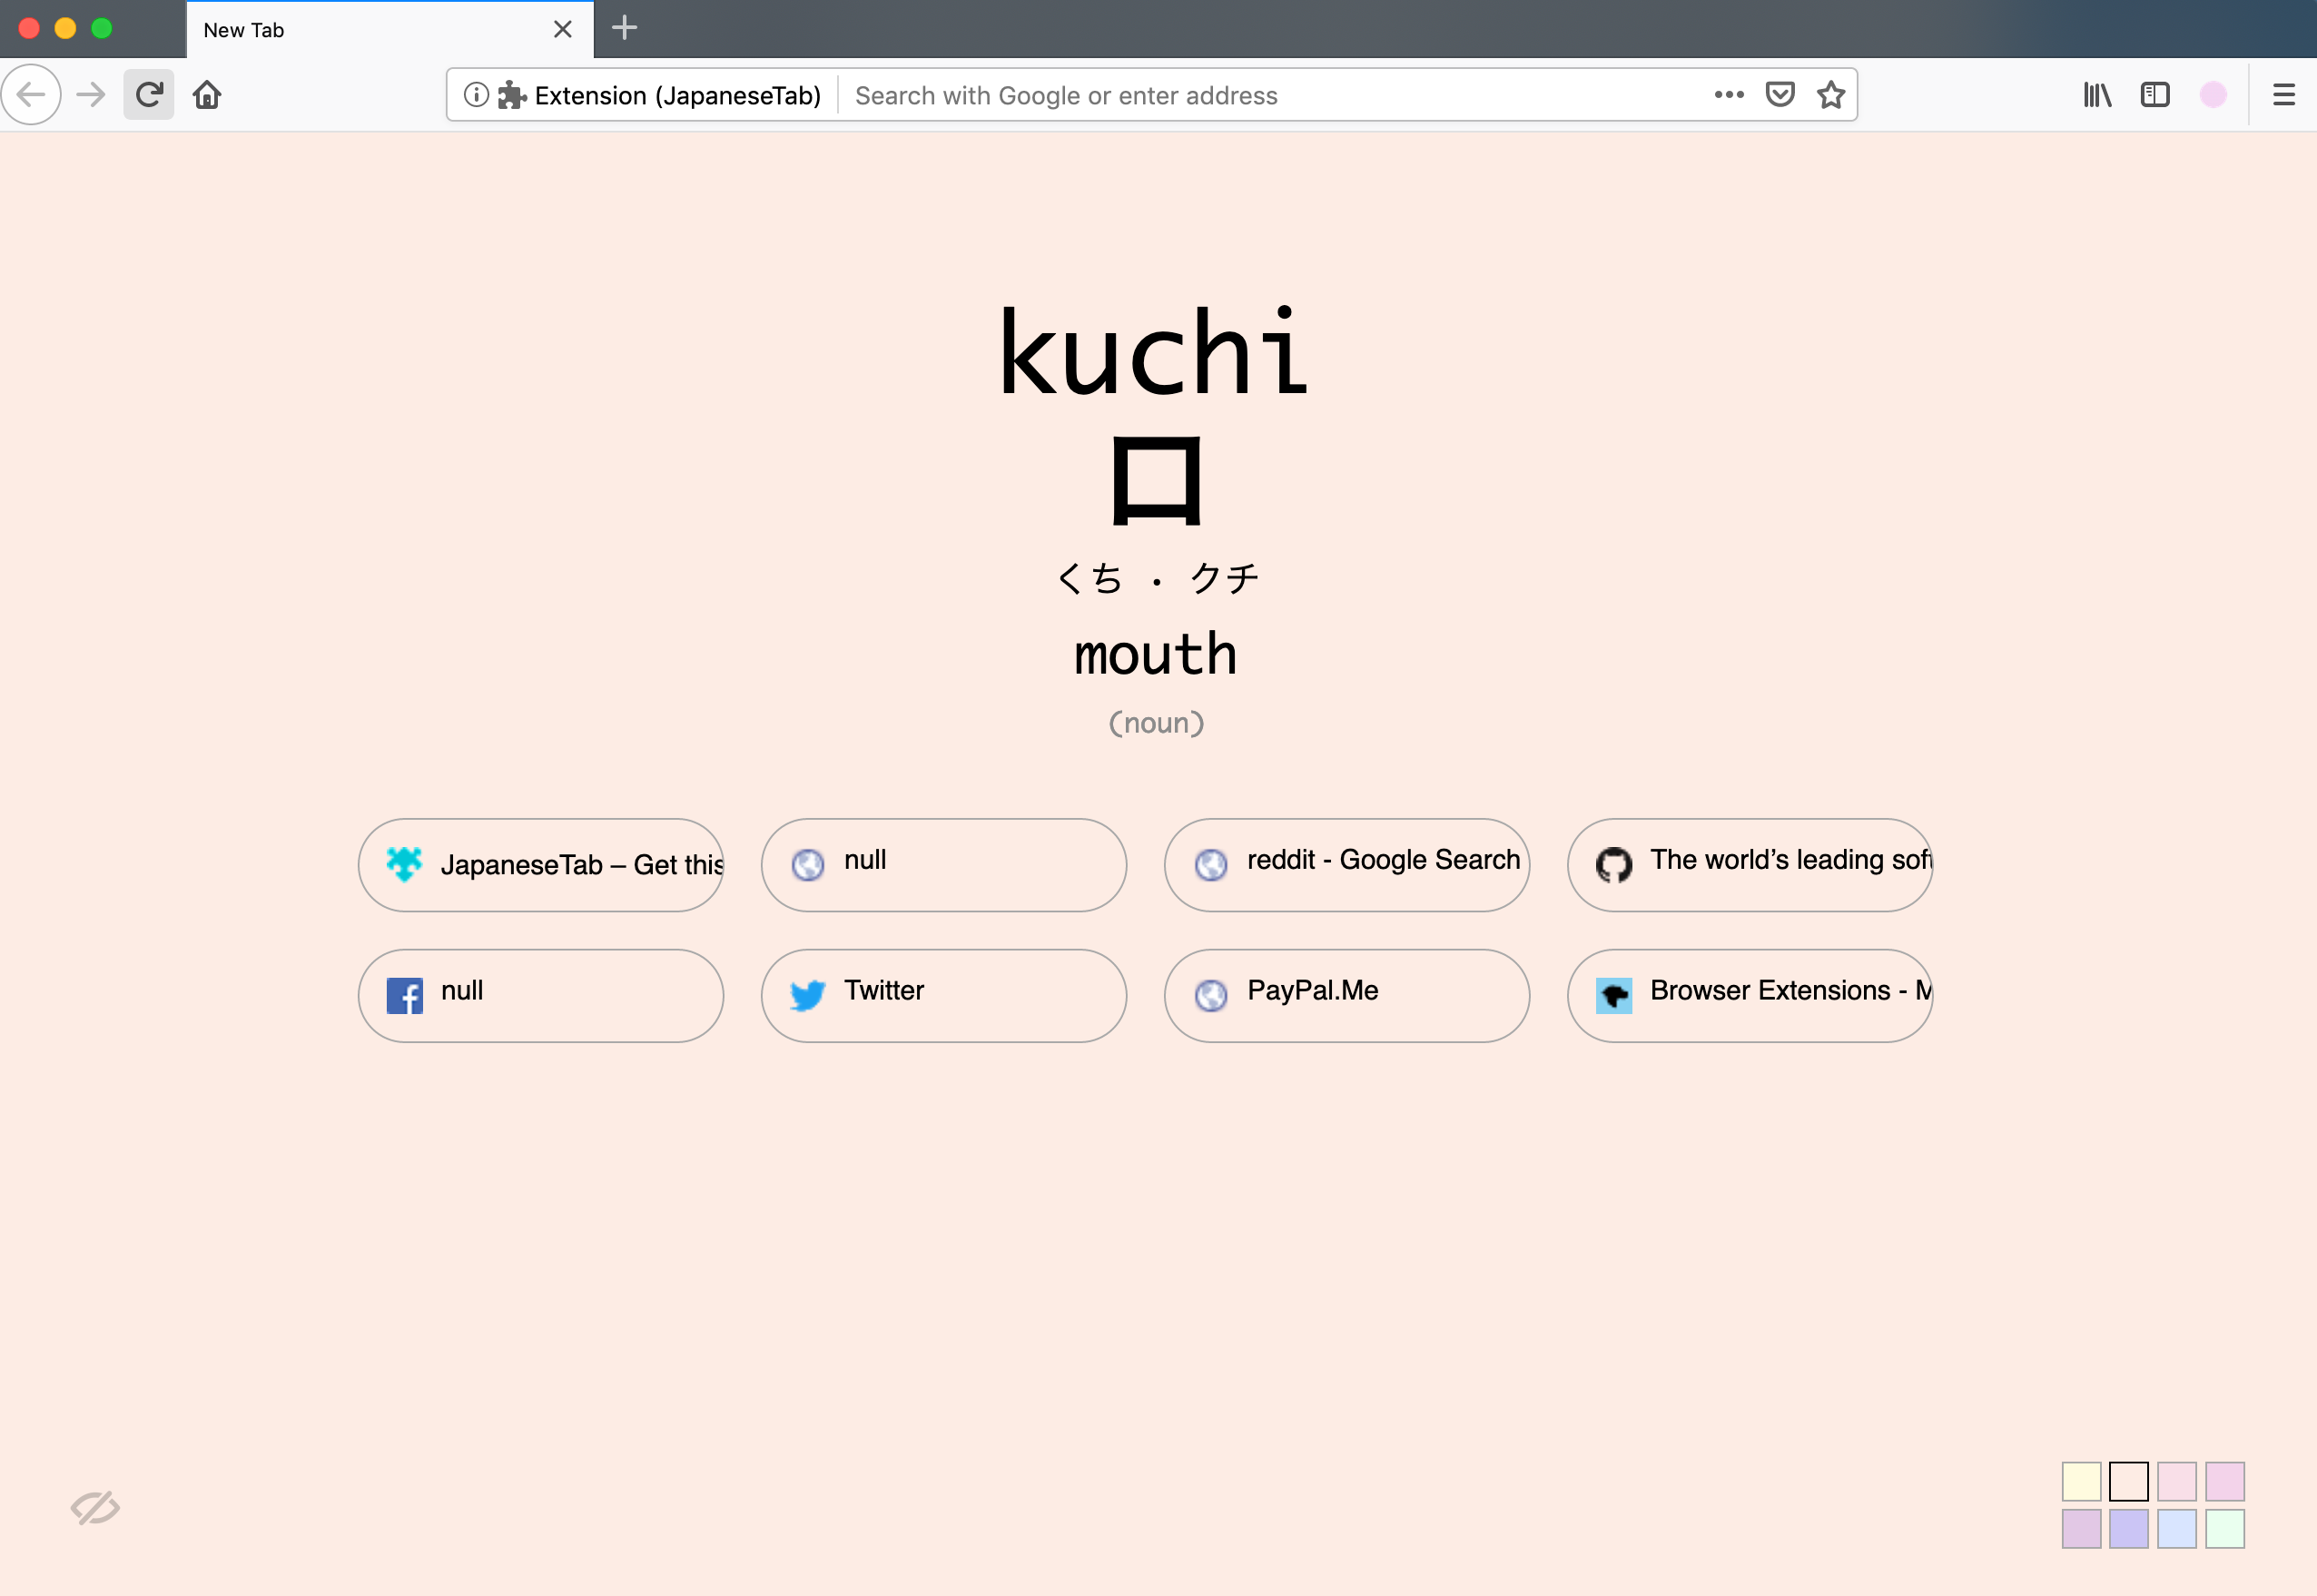 New Tab
Extension (JapaneseTab) Search with Google or enter address
kuchi
口
くち · クチ
mouth
(noun)
JapaneseTab – Get this
null
reddit - Google Search
The world’s leading sof
null
Twitter
PayPal.Me
Browser Extensions - M